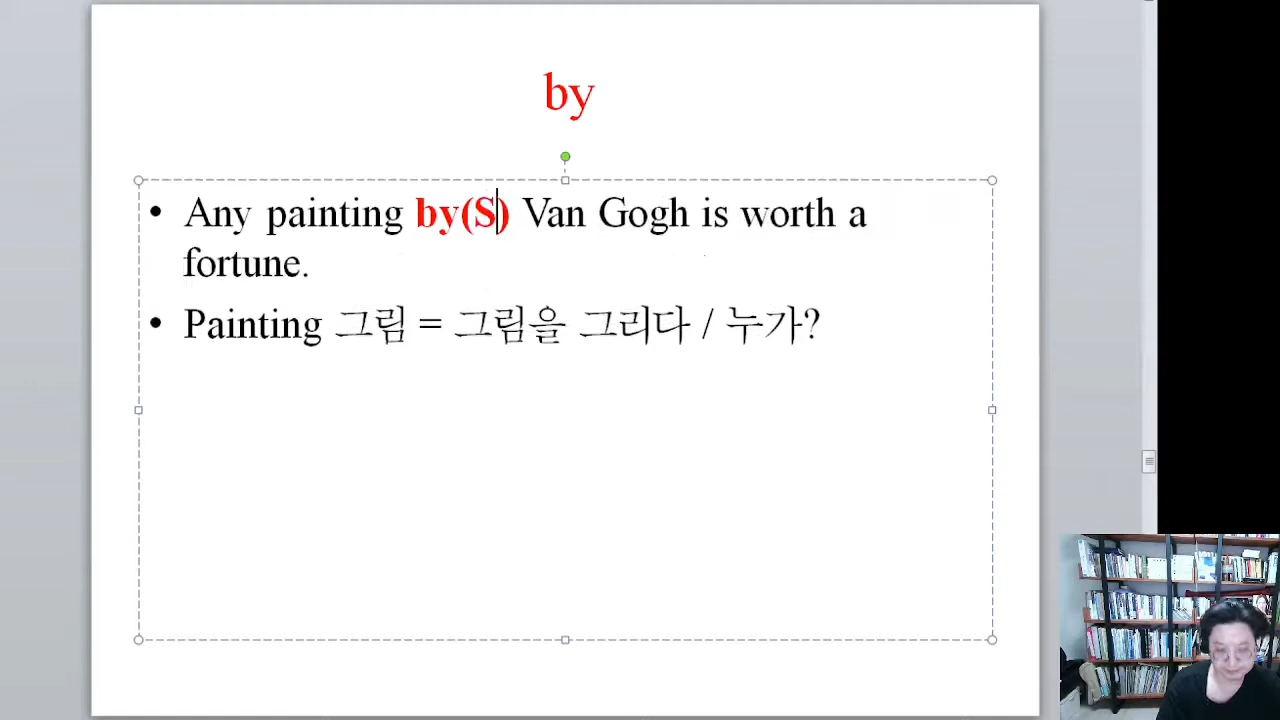 by
• Any painting by(S) Van Gogh is worth a
fortune.
• Painting 그림 = 그림을 그리다 / 누가?